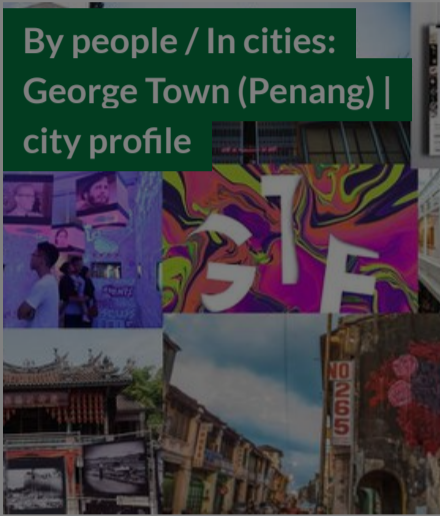 By people / In cities:
George Town (Penang) |
city profile
GTF
NO
265